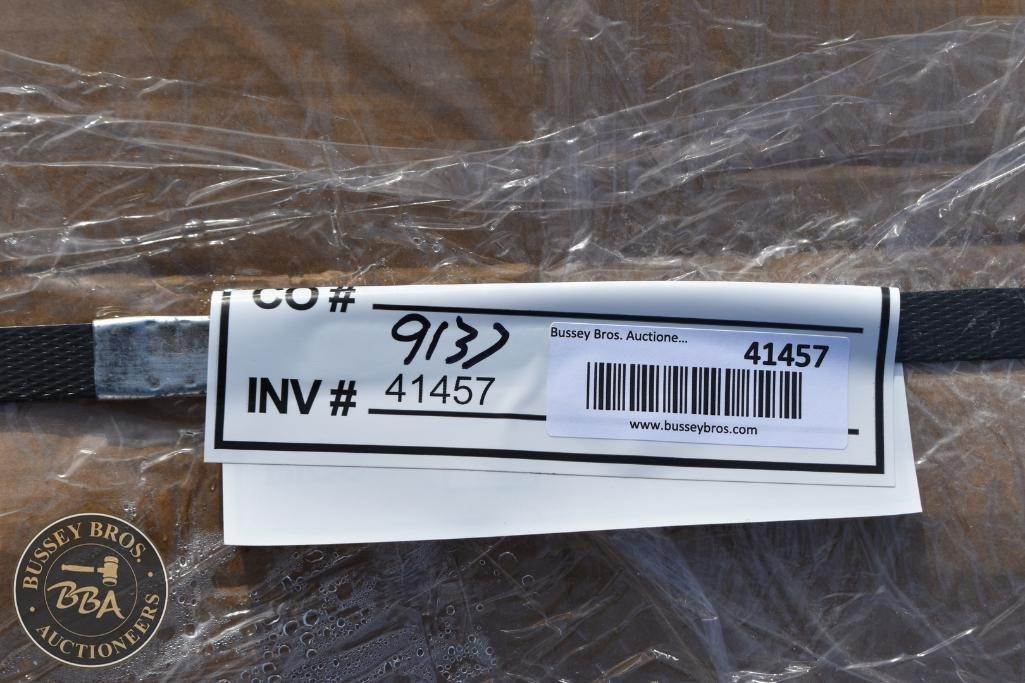 CO #
9137
INV # 41457
Bussey Bros. Auctione...
41457
www.busseybros.com
BUSSEY BROS.
BBA
AUCTIONEERS